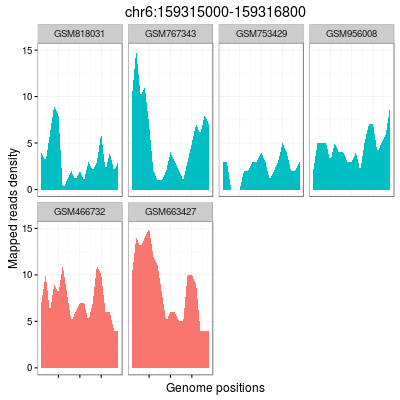 chr6:159315000-159316800
GSM818031 GSM767343 GSM753429 GSM956008
15
10
5
0
Mapped reads density
GSM466732 GSM663427
15
10
5
0
Genome positions